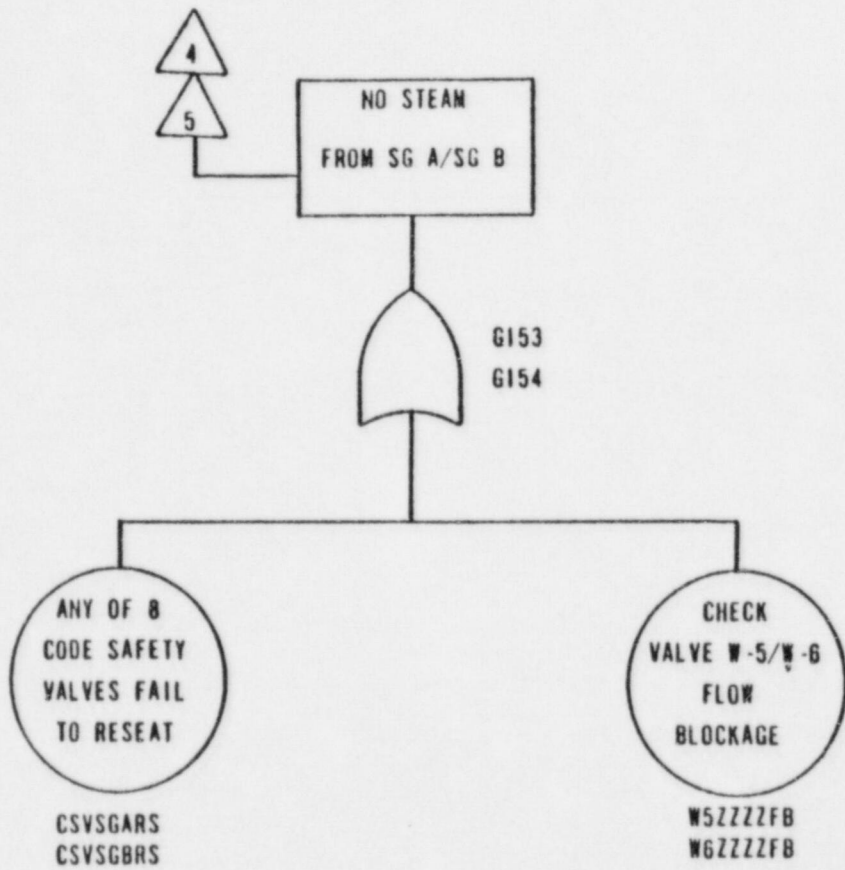 4
5
NO STEAM
FROM SG A/SG B
G153
G154
ANY OF 8
CODE SAFETY
VALVES FAIL
TO RESEAT
CSVSGARS
CSVSGBRS
CHECK
VALVE W-5/W-6
FLOW
BLOCKAGE
W5ZZZZFB
W6ZZZZFB